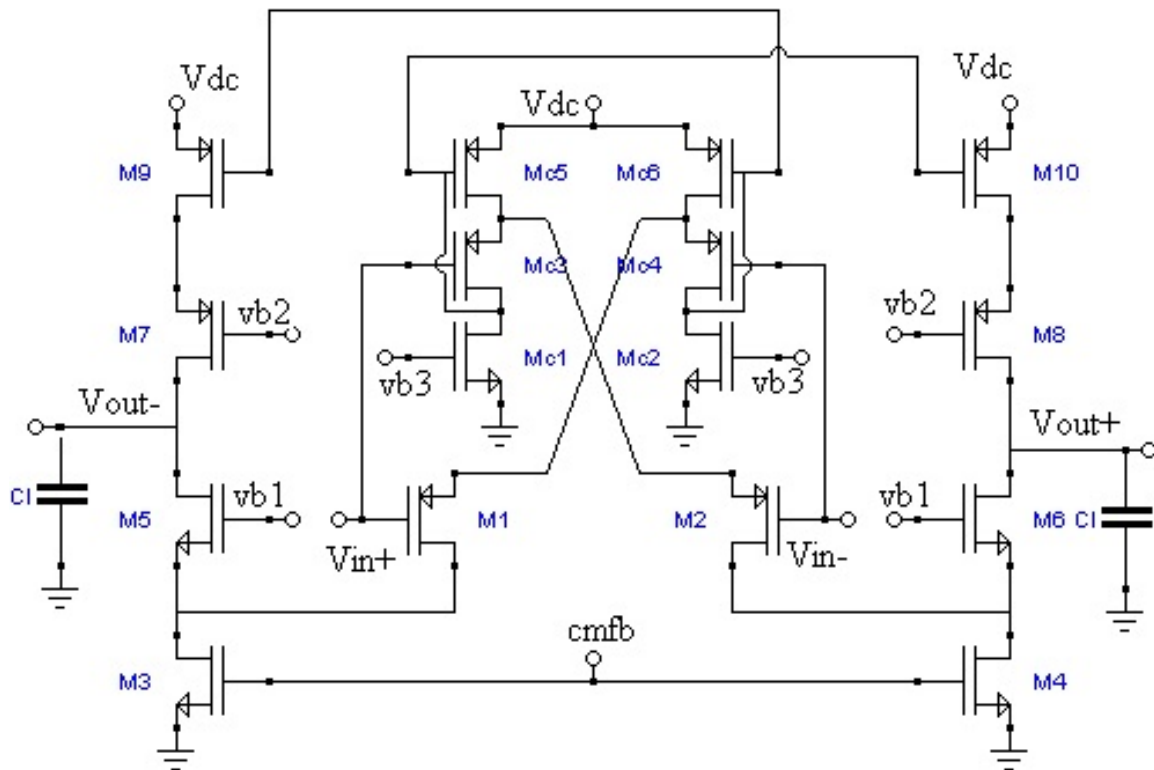 Vdc
Vdc
Vdc
M9
Mc5
Mc6
M10
Mc3
Mc4
M7
vb2
vb2
M8
Mc1
Mc2
vb3
vb3
Vout-
Vout+
Cl
vb1
vb1
M5
M1
M2
M6
Cl
Vin+
Vin-
cmfb
M3
M4